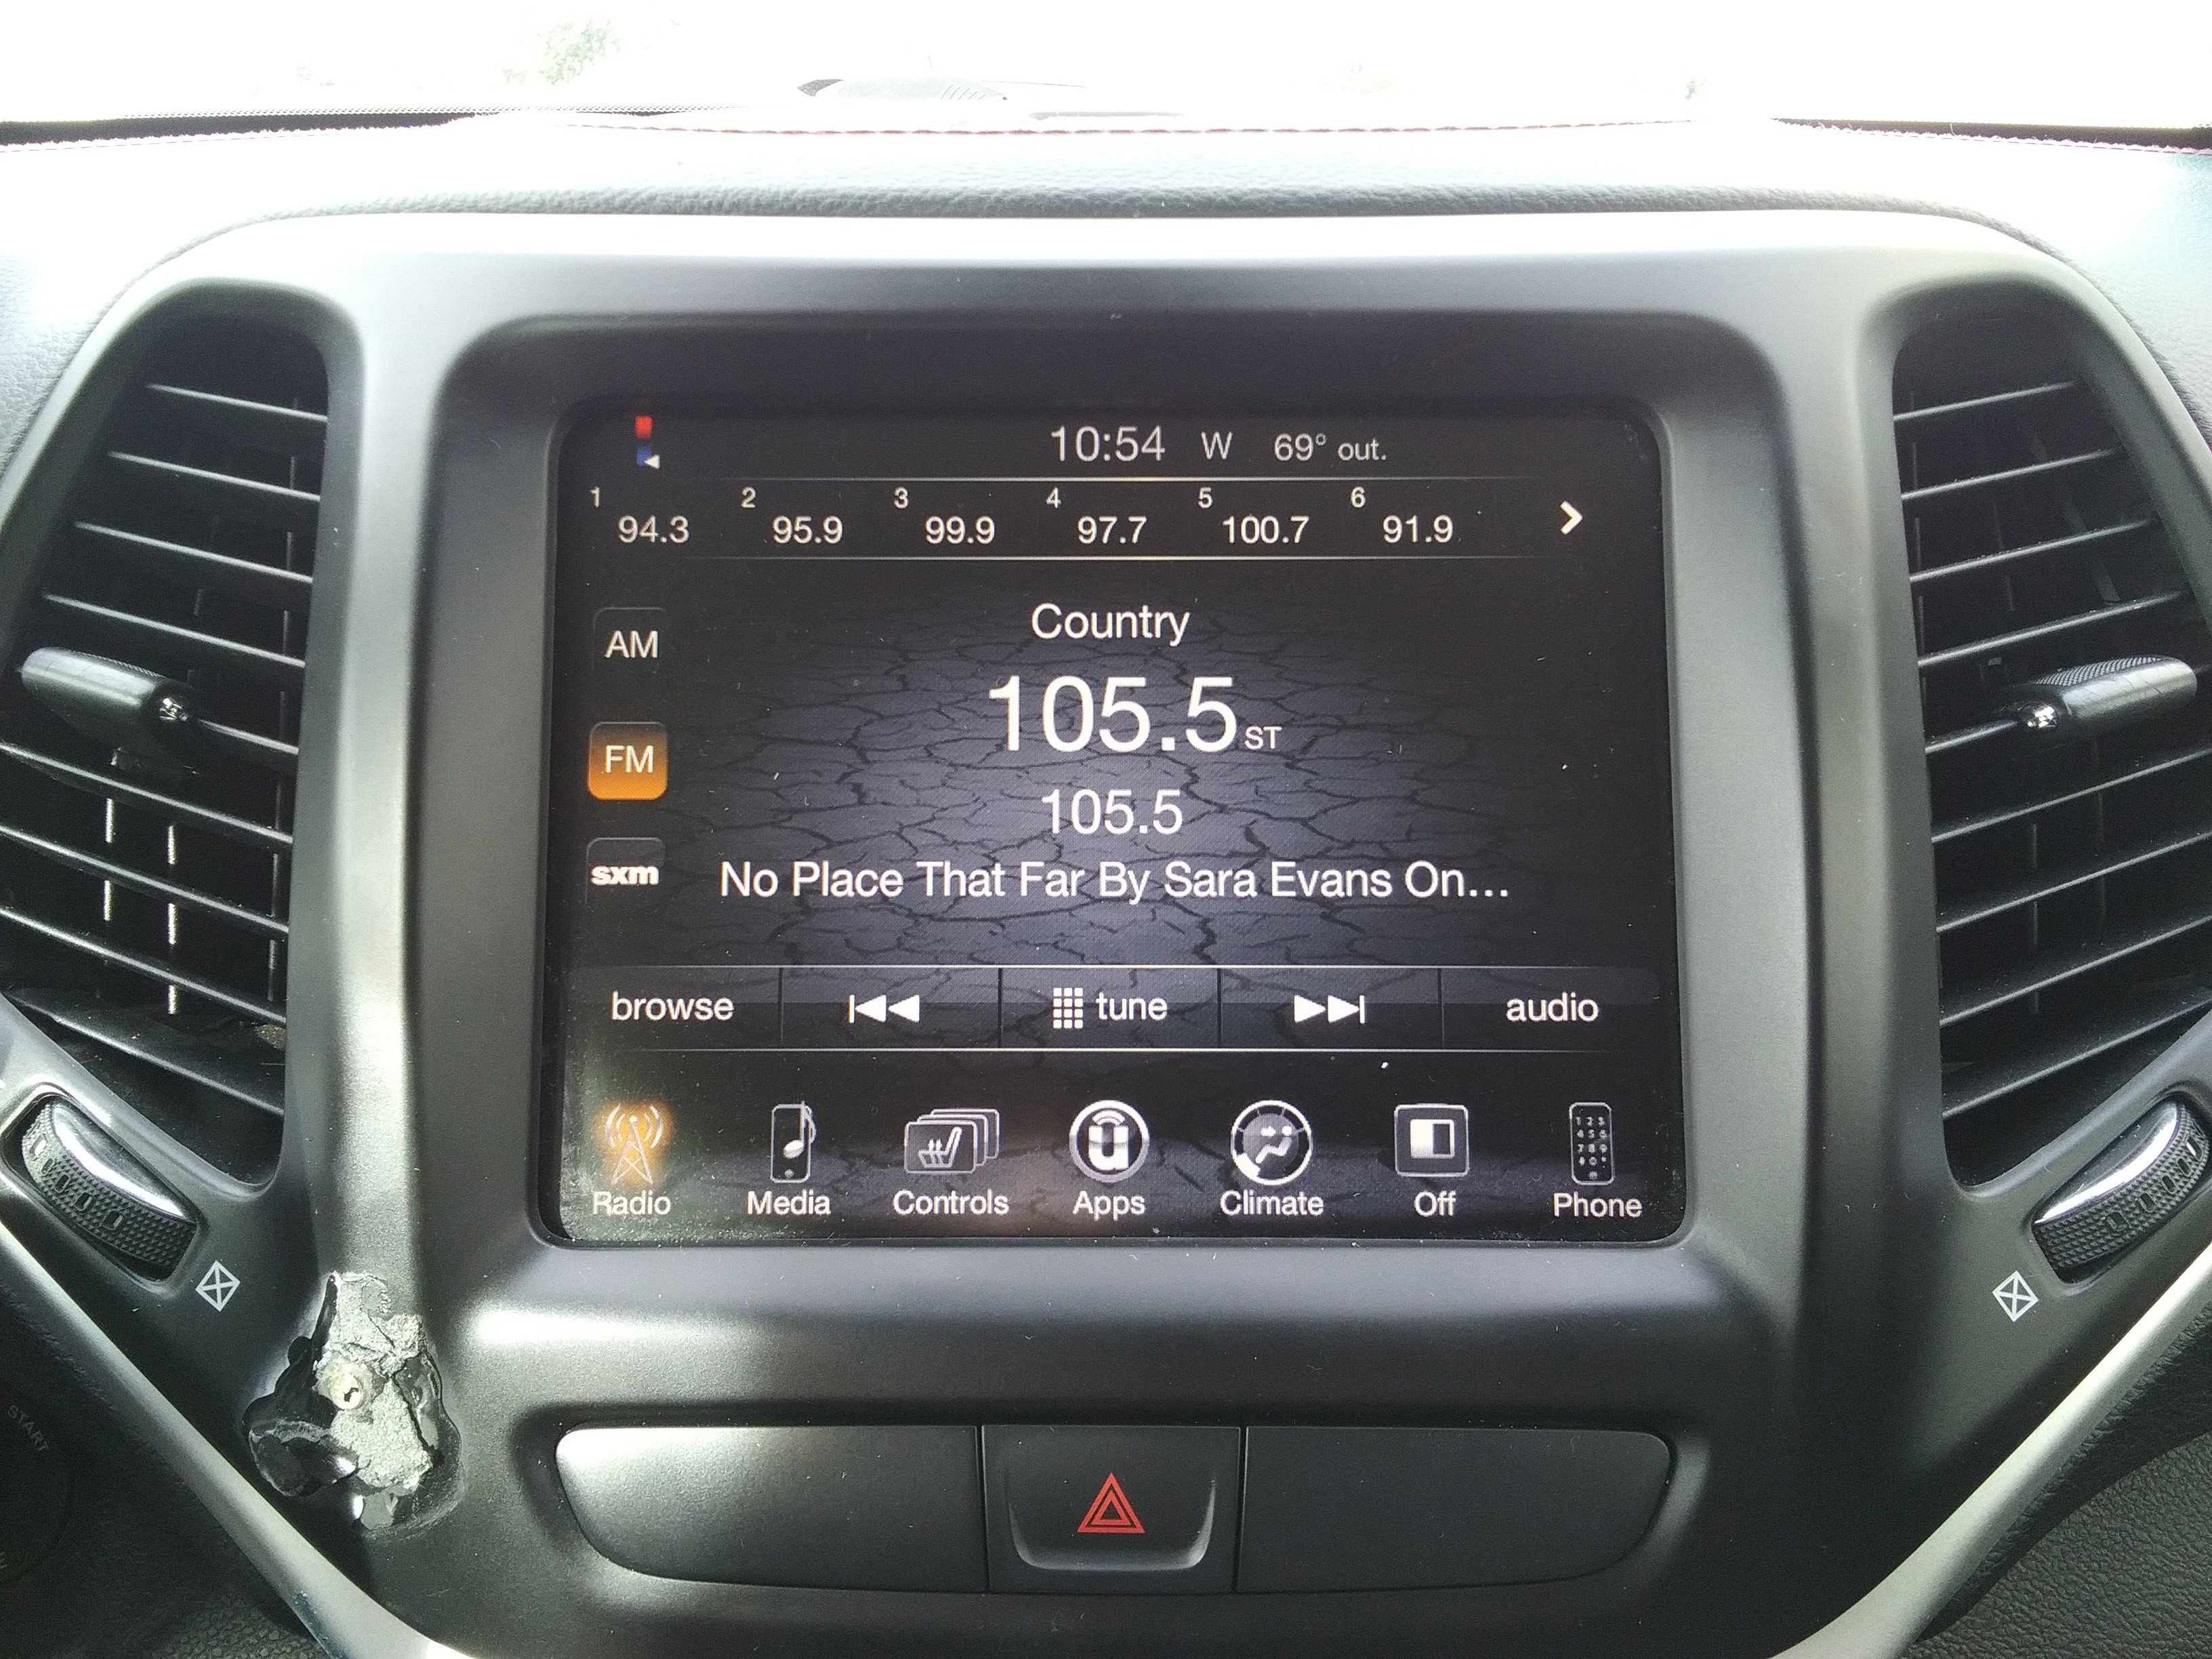 10:54 W 69° out.
1 2 3 4 5 6
94.3 95.9 99.9 97.7 100.7 91.9
Country
AM
105.5 ST
FM
105.5
sxm
No Place That Far By Sara Evans On...
browse tune audio
Radio Media Controls Apps Climate Off Phone
START